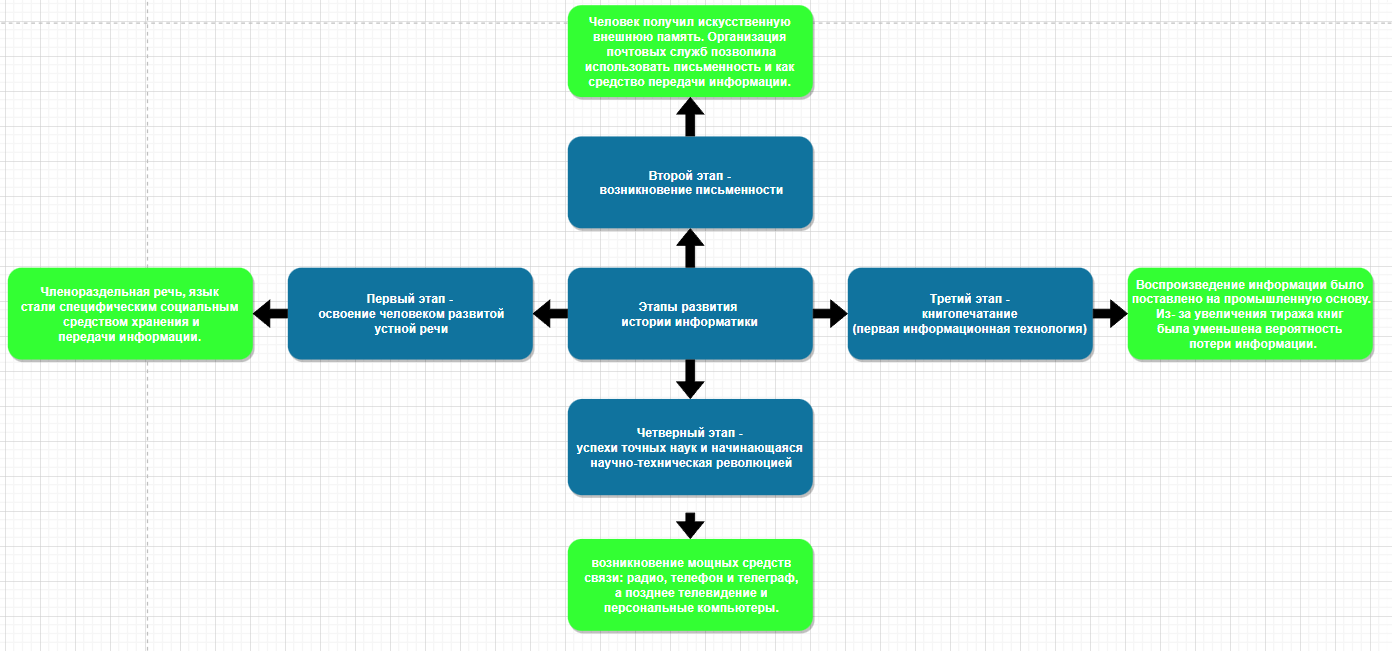 Человек получил искусственную
внешнюю память. Организация
почтовых служб позволила
использовать письменность и как
средство передачи информации.
Второй этап -
возникновение письменности
Членораздельная речь, язык
стали специфическим социальным
средством хранения и
передачи информации.
Первый этап -
освоение человеком развитой
устной речи
Этапы развития
истории информатики
Третий этап -
книгопечатание
(первая информационная технология)
Воспроизведение информации было
поставлено на промышленную основу.
Из- за увеличения тиража книг
была уменьшена вероятность
потери информации.
Четверный этап -
успехи точных наук и начинающаяся
научно-техническая революцией
возникновение мощных средств
связи: радио, телефон и телеграф,
а позднее телевидение и
персональные компьютеры.